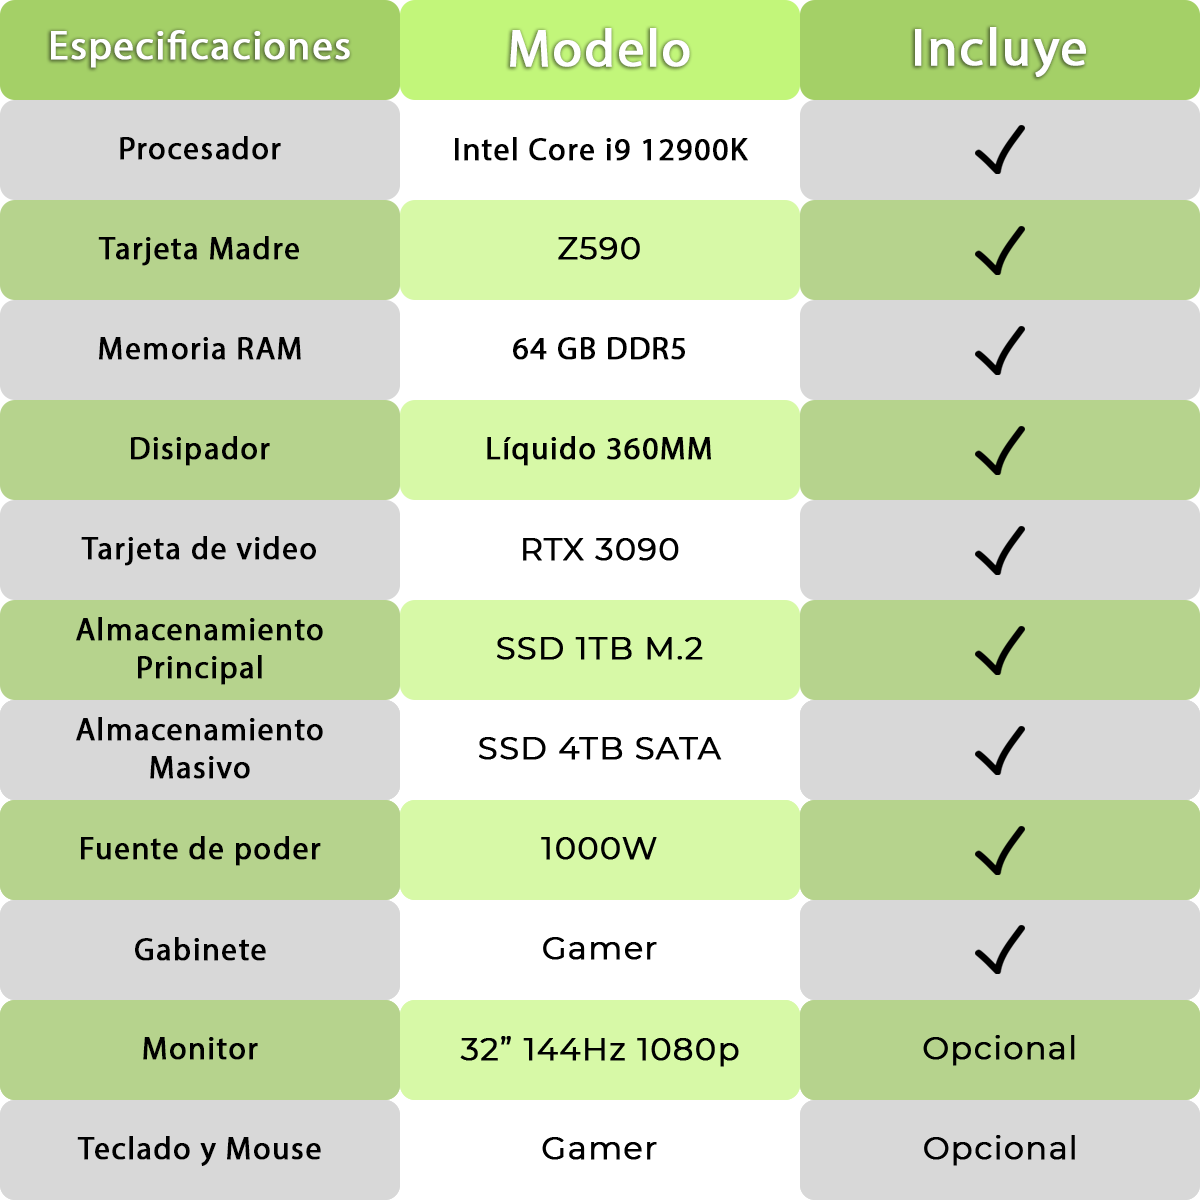 Especificaciones Modelo Incluye
Procesador Intel Core i9 12900K
Tarjeta Madre Z590
Memoria RAM 64 GB DDR5
Disipador Líquido 360MM
Tarjeta de video RTX 3090
Almacenamiento
Principal
SSD 1TB M.2
Almacenamiento
Masivo
SSD 4TB SATA
Fuente de poder 1000W
Gabinete Gamer
Monitor 32” 144Hz 1080p Opcional
Teclado y Mouse Gamer Opcional